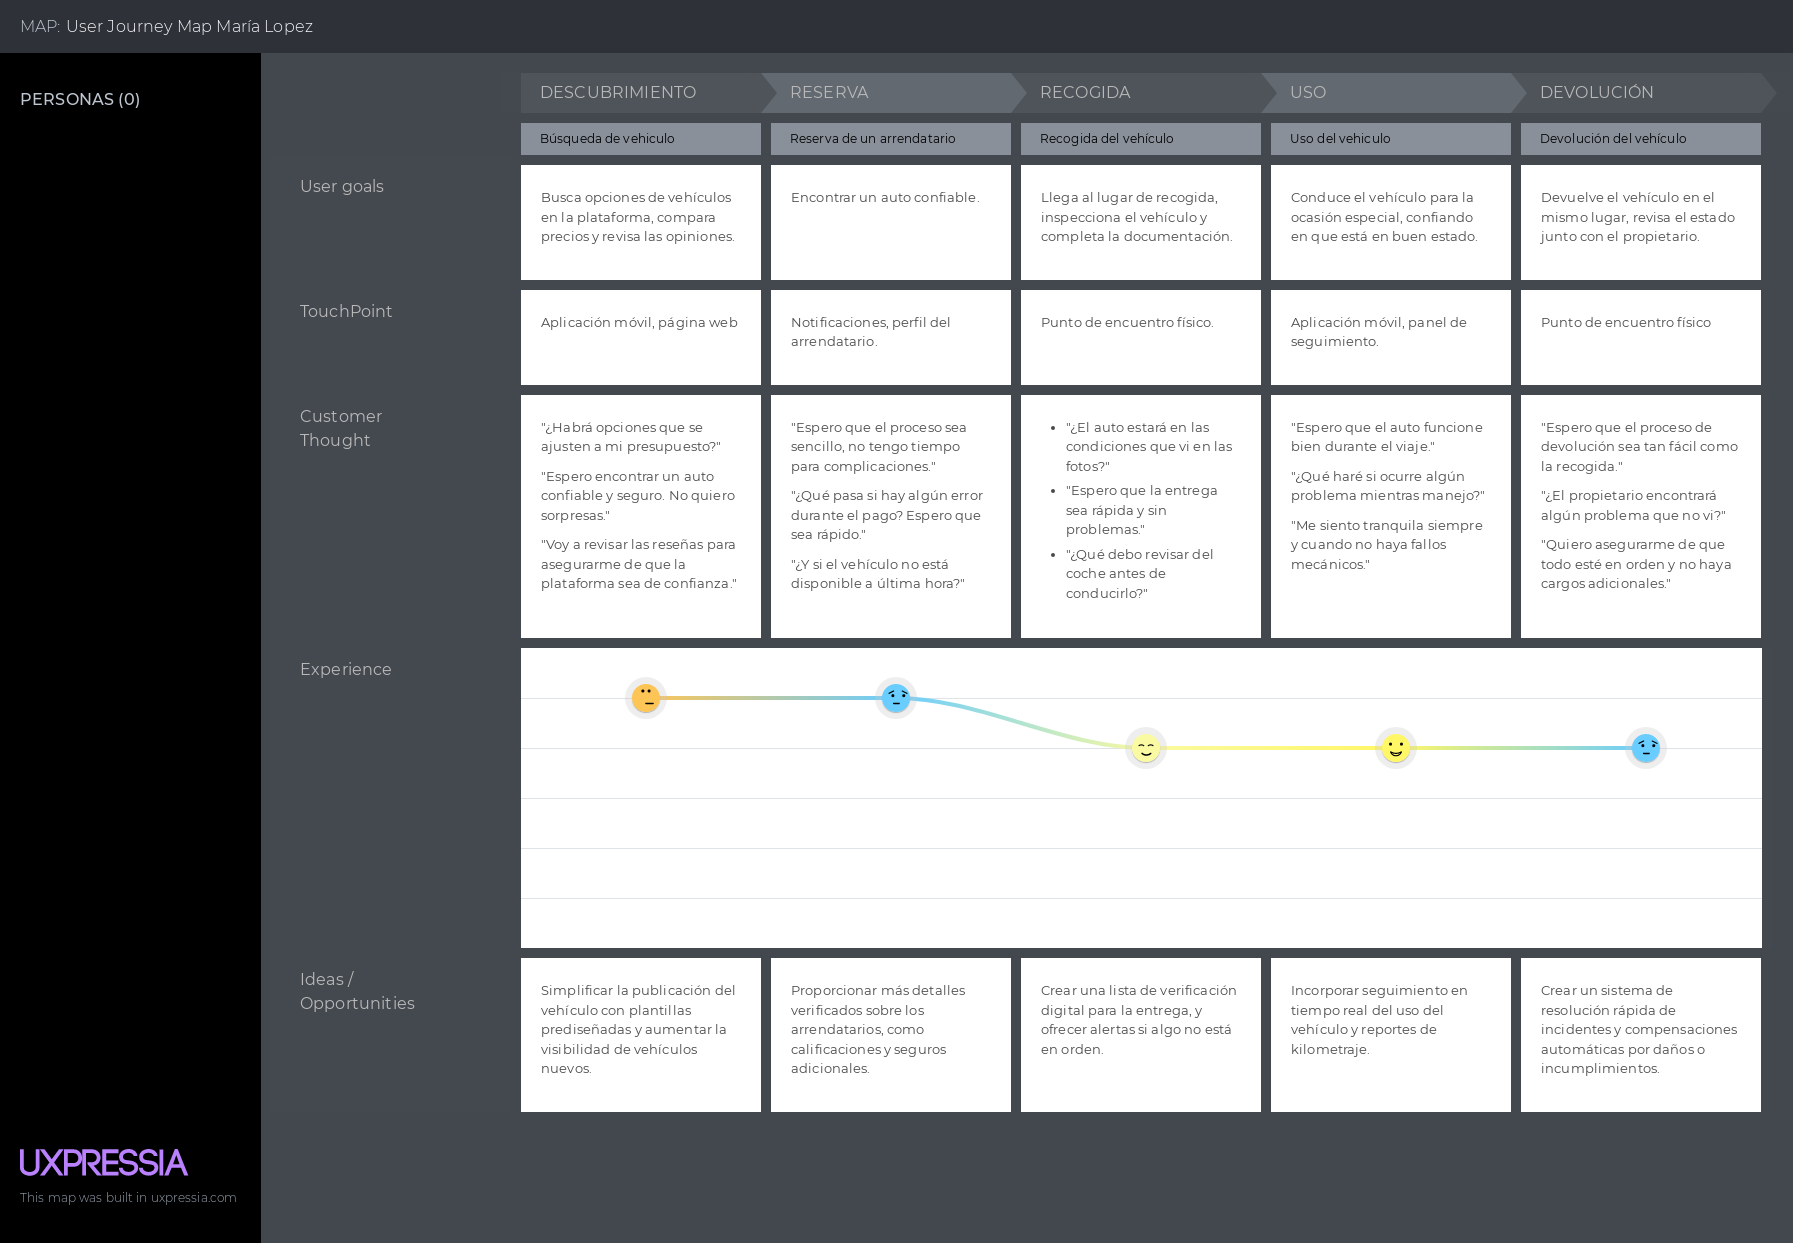 MAP: User Journey Map María Lopez
PERSONAS (0)
DESCUBRIMIENTO
RESERVA
RECOGIDA
USO
DEVOLUCIÓN
Búsqueda de vehiculo
Reserva de un arrendatario
Recogida del vehículo
Uso del vehiculo
Devolución del vehículo
User goals
Busca opciones de vehículos
en la plataforma, compara
precios y revisa las opiniones.
Encontrar un auto confiable.
Llega al lugar de recogida,
inspecciona el vehículo y
completa la documentación.
Conduce el vehículo para la
ocasión especial, confiando
en que está en buen estado.
Devuelve el vehículo en el
mismo lugar, revisa el estado
junto con el propietario.
TouchPoint
Aplicación móvil, página web
Notificaciones, perfil del
arrendatario.
Punto de encuentro físico.
Aplicación móvil, panel de
seguimiento.
Punto de encuentro físico
Customer
Thought
"¿Habrá opciones que se
ajusten a mi presupuesto?"
"Espero encontrar un auto
confiable y seguro. No quiero
sorpresas."
"Voy a revisar las reseñas para
asegurarme de que la
plataforma sea de confianza."
"Espero que el proceso sea
sencillo, no tengo tiempo
para complicaciones."
"¿Qué pasa si hay algún error
durante el pago? Espero que
sea rápido."
"¿Y si el vehículo no está
disponible a última hora?"
• "¿El auto estará en las
condiciones que vi en las
fotos?"
• "Espero que la entrega
sea rápida y sin
problemas."
• "¿Qué debo revisar del
coche antes de
conducirlo?"
"Espero que el auto funcione
bien durante el viaje."
"¿Qué haré si ocurre algún
problema mientras manejo?"
"Me siento tranquila siempre
y cuando no haya fallos
mecánicos."
"Espero que el proceso de
devolución sea tan fácil como
la recogida."
"¿El propietario encontrará
algún problema que no vi?"
"Quiero asegurarme de que
todo esté en orden y no haya
cargos adicionales."
Experience
Ideas /
Opportunities
Simplificar la publicación del
vehículo con plantillas
prediseñadas y aumentar la
visibilidad de vehículos
nuevos.
Proporcionar más detalles
verificados sobre los
arrendatarios, como
calificaciones y seguros
adicionales.
Crear una lista de verificación
digital para la entrega, y
ofrecer alertas si algo no está
en orden.
Incorporar seguimiento en
tiempo real del uso del
vehículo y reportes de
kilometraje.
Crear un sistema de
resolución rápida de
incidentes y compensaciones
automáticas por daños o
incumplimientos.
UXPRESSIA
This map was built in uxpressia.com